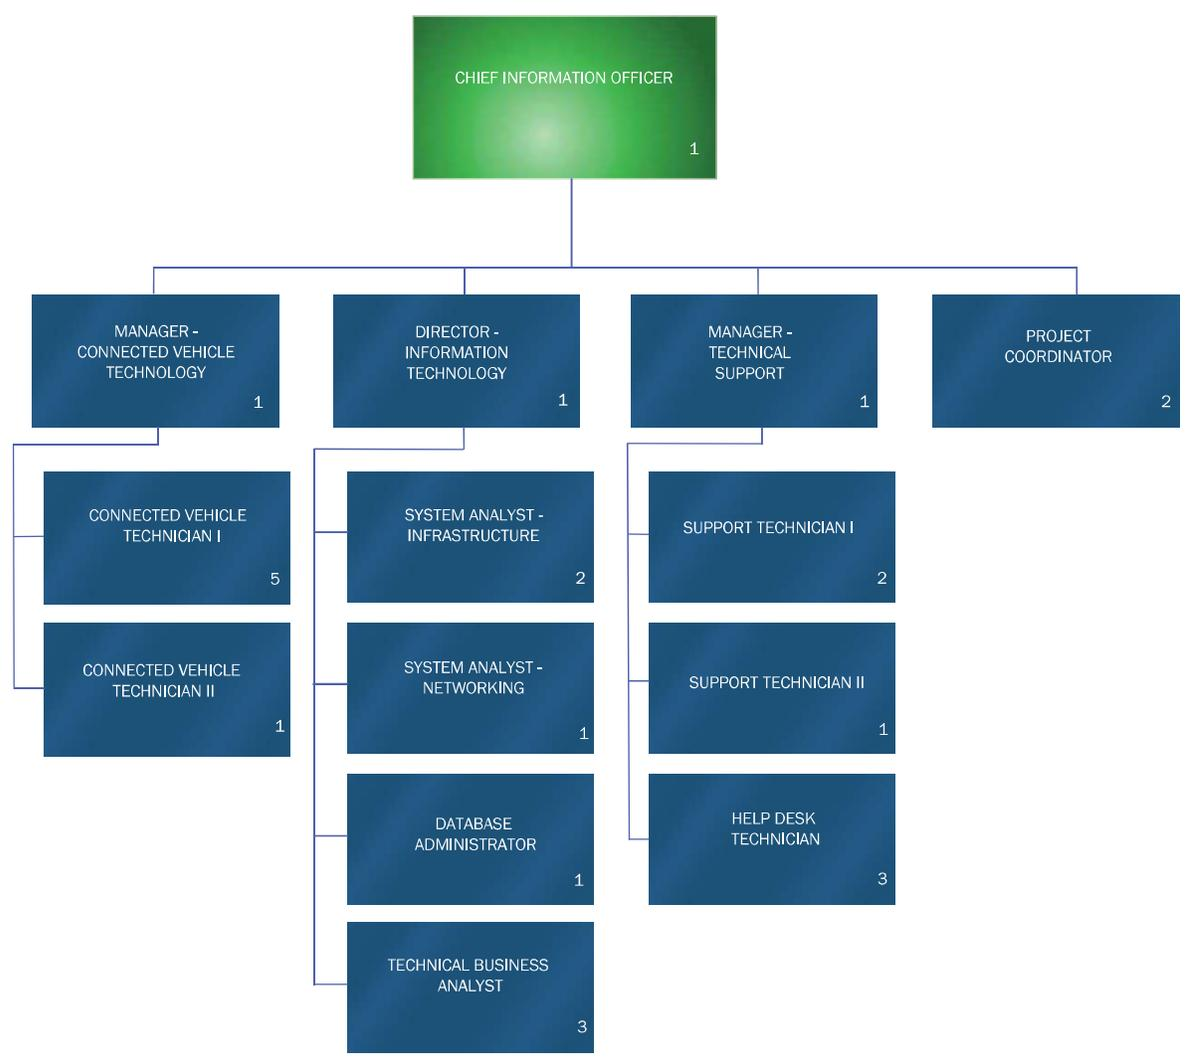 CHIEF INFORMATION OFFICER
1
MANAGER -
CONNECTED VEHICLE
TECHNOLOGY
1
DIRECTOR -
INFORMATION
TECHNOLOGY
1
MANAGER -
TECHNICAL
SUPPORT
1
PROJECT
COORDINATOR
2
CONNECTED VEHICLE
TECHNICIAN I
5
CONNECTED VEHICLE
TECHNICIAN II
1
SYSTEM ANALYST -
INFRASTRUCTURE
2
SYSTEM ANALYST -
NETWORKING
1
DATABASE
ADMINISTRATOR
1
TECHNICAL BUSINESS
ANALYST
3
SUPPORT TECHNICIAN I
2
SUPPORT TECHNICIAN II
1
HELP DESK
TECHNICIAN
3